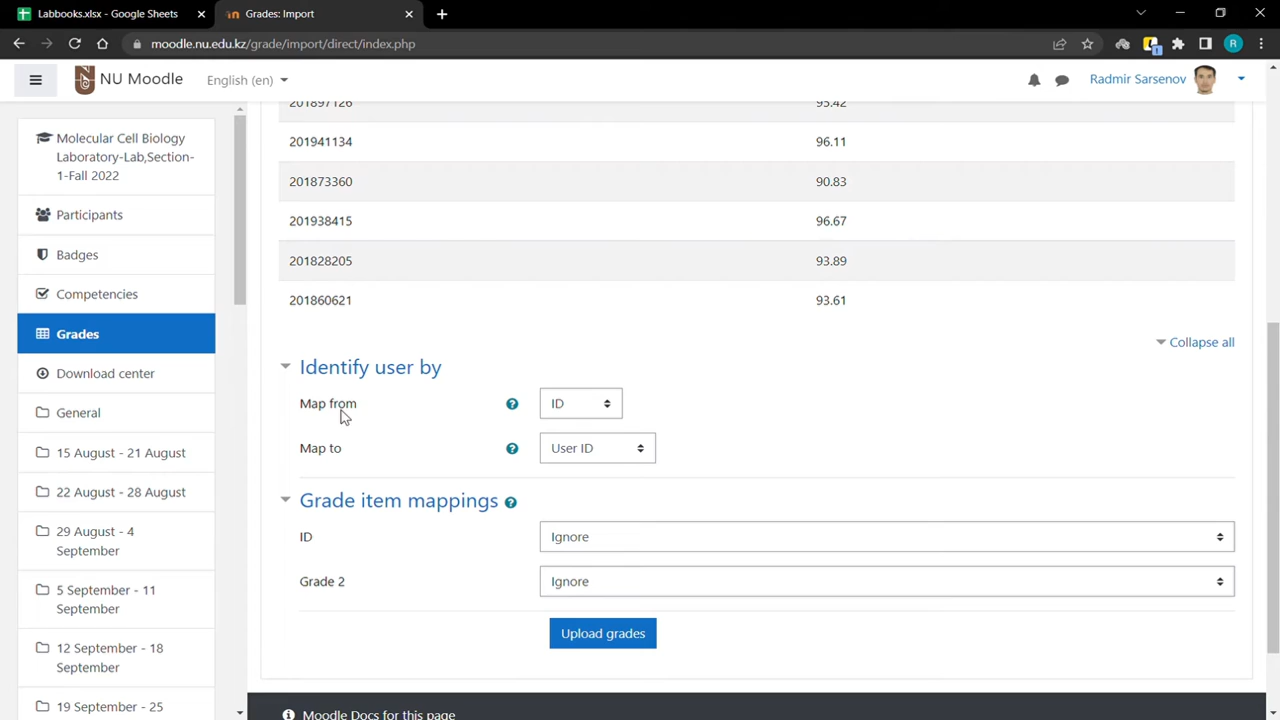 Labbooks.xlsx - Google Sheets
Grades: Import
moodle.nu.edu.kz/grade/import/direct/index.php
R
NU Moodle
English (en)
Radmir Sarsenov
Molecular Cell Biology
Laboratory-Lab,Section-
1-Fall 2022
Participants
Badges
Competencies
Grades
Download center
General
15 August - 21 August
22 August - 28 August
29 August - 4
September
5 September - 11
September
12 September - 18
September
19 September - 25
201897126 95.42
201941134 96.11
201873360 90.83
201938415 96.67
201828205 93.89
201860621 93.61
Collapse all
Identify user by
Map from ? ID
Map to ? User ID
Grade item mappings ?
ID Ignore
Grade 2 Ignore
Upload grades
Moodle Docs for this page